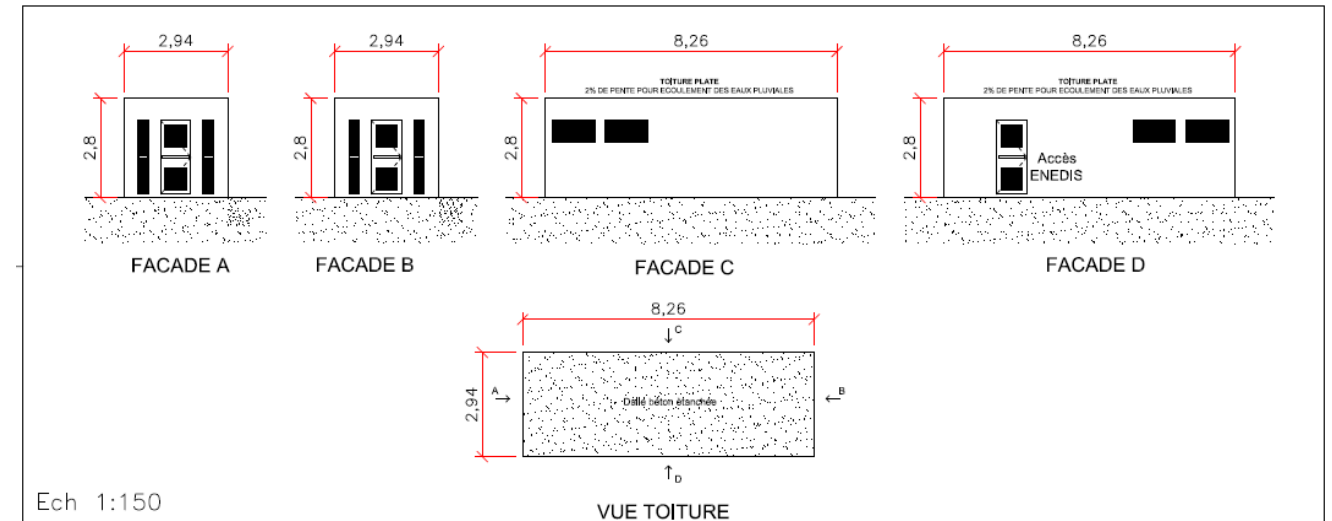 2,94
2,94
8,26
8,26
TOITURE PLATE
2% DE PENTE POUR ECOULEMENT DES EAUX PLUVIALES
TOITURE PLATE
2% DE PENTE POUR ECOULEMENT DES EAUX PLUVIALES
2,8
2,8
2,8
2,8
Accès
ENEDIS
FACADE A
FACADE B
FACADE C
FACADE D
8,26
C
2,94
A
Dalle béton étanchée
B
D
Ech 1:150
VUE TOITURE